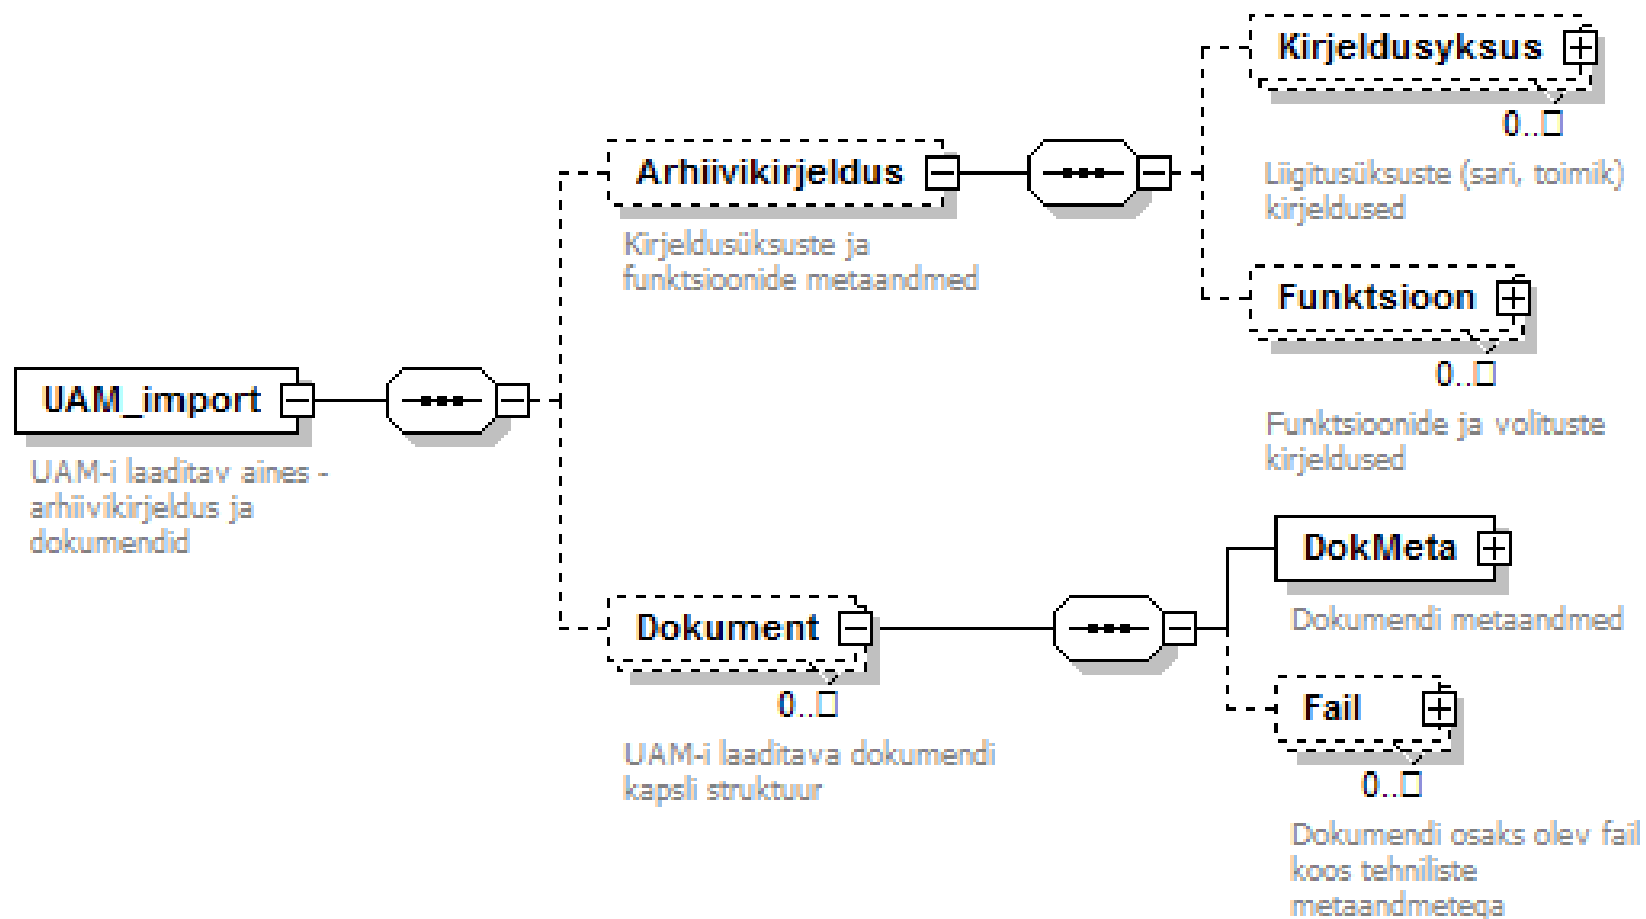 Kirjeldusyksus
0..□
Liigitusüksuste (sari, toimik)
kirjeldused
Arhiivikirjeldus
Kirjeldusüksuste ja
funktsioonide metaandmed
Funktsioon
0..□
Funktsioonide ja volituste
kirjeldused
UAM_import
UAM-i laaditav aines -
arhiivikirjeldus ja
dokumendid
DokMeta
Dokumendi metaandmed
Dokument
0..□
UAM-i laaditava dokumendi
kapsli struktuur
Fail
0..□
Dokumendi osaks olev fail
koos tehniliste
metaandmetega